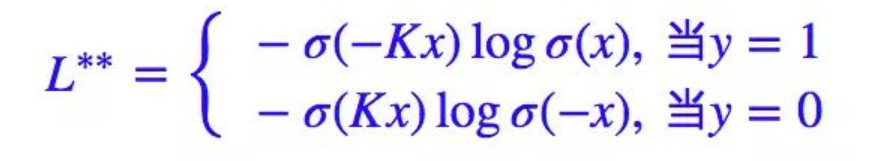 L** = { −σ(−Kx) log σ(x), 当y = 1
−σ(Kx) log σ(−x), 当y = 0